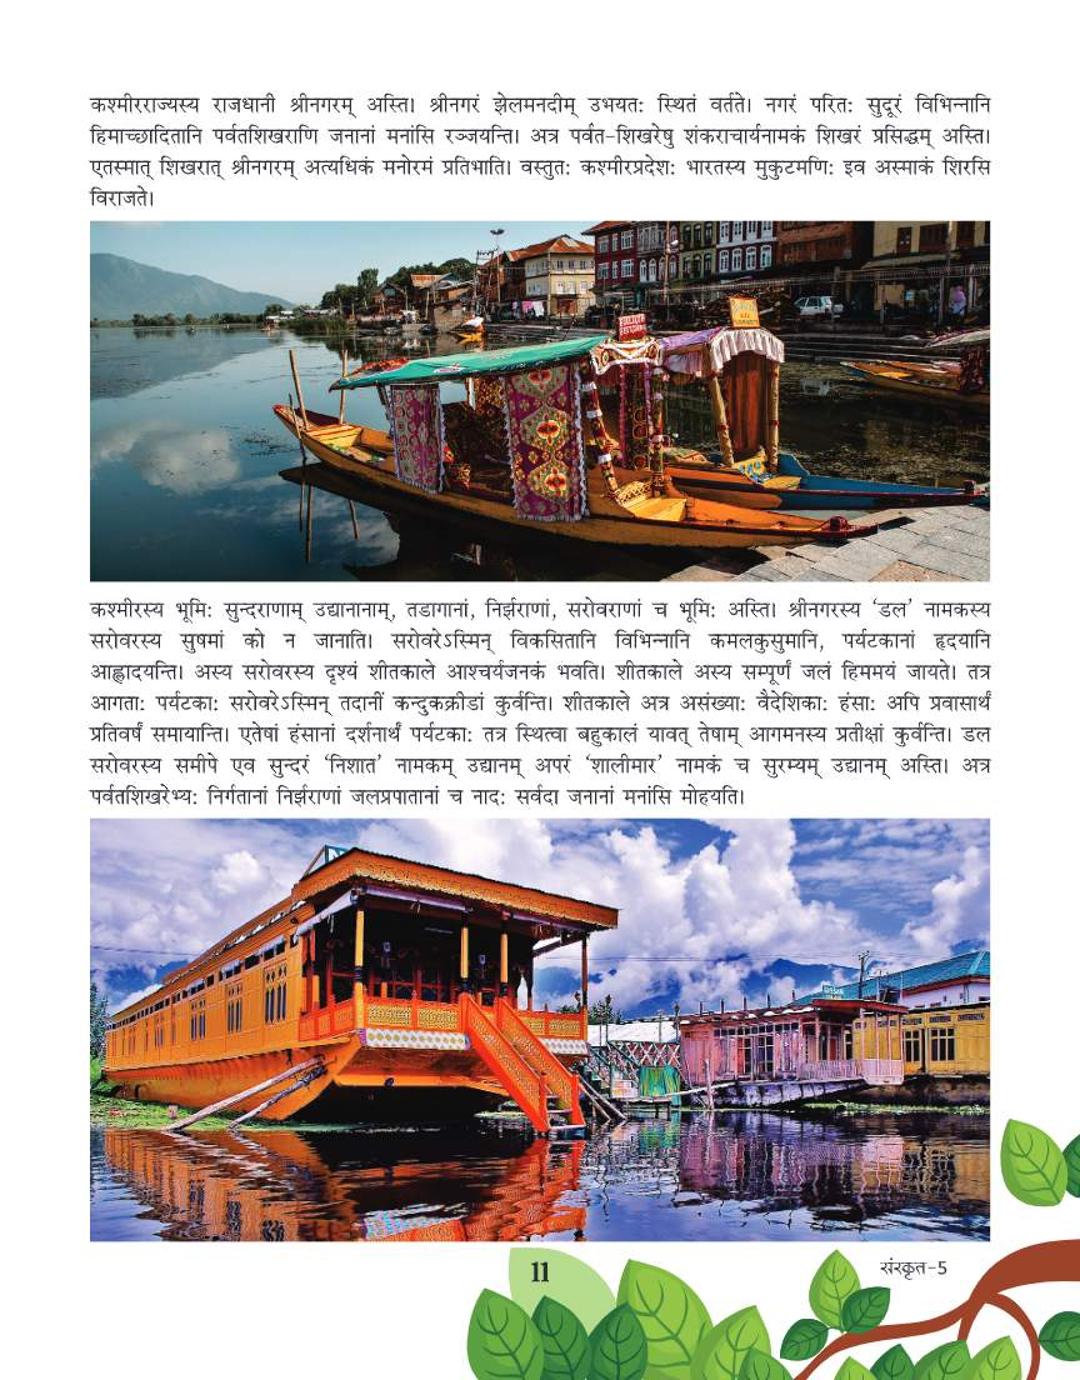 कश्मीरराज्यस्य राजधानी श्रीनगरम् अस्ति। श्रीनगरं झेलमनदीम् उभयत: स्थितं वर्तते। नगरं परित: सुदूरं विभिन्नानि
हिमाच्छादितानि पर्वतशिखराणि जनानां मनांसि रञ्जयन्ति। अत्र पर्वत-शिखरेषु शंकराचार्यनामकं शिखरं प्रसिद्धम् अस्ति।
एतस्मात् शिखरात् श्रीनगरम् अत्यधिकं मनोरमं प्रतिभाति। वस्तुत: कश्मीरप्रदेश: भारतस्य मुकुटमणि: इव अस्माकं शिरसि
विराजते।
कश्मीरस्य भूमि: सुन्दराणाम् उद्यानानाम्, तडागानां, निर्झराणां, सरोवराणां च भूमि: अस्ति। श्रीनगरस्य ‘डल’ नामकस्य
सरोवरस्य सुषमां को न जानाति। सरोवरेऽस्मिन् विकसितानि विभिन्नानि कमलकुसुमानि, पर्यटकानां हृदयानि
आह्लादयन्ति। अस्य सरोवरस्य दृश्यं शीतकाले आश्चर्यजनकं भवति। शीतकाले अस्य सम्पूर्णं जलं हिममयं जायते। तत्र
आगता: पर्यटका: सरोवरेऽस्मिन् तदानीं कन्दुकक्रीडां कुर्वन्ति। शीतकाले अत्र असंख्या: वैदेशिका: हंसा: अपि प्रवासार्थं
प्रतिवर्षं समायान्ति। एतेषां हंसानां दर्शनार्थं पर्यटका: तत्र स्थित्वा बहुकालं यावत् तेषाम् आगमनस्य प्रतीक्षां कुर्वन्ति। डल
सरोवरस्य समीपे एव सुन्दरं ‘निशात’ नामकम् उद्यानम् अपरं ‘शालीमार’ नामकं च सुरम्यम् उद्यानम् अस्ति। अत्र
पर्वतशिखरेभ्य: निर्गतानां निर्झराणां जलप्रपातानां च नाद: सर्वदा जनानां मनांसि मोहयति।
11
संस्कृत-5